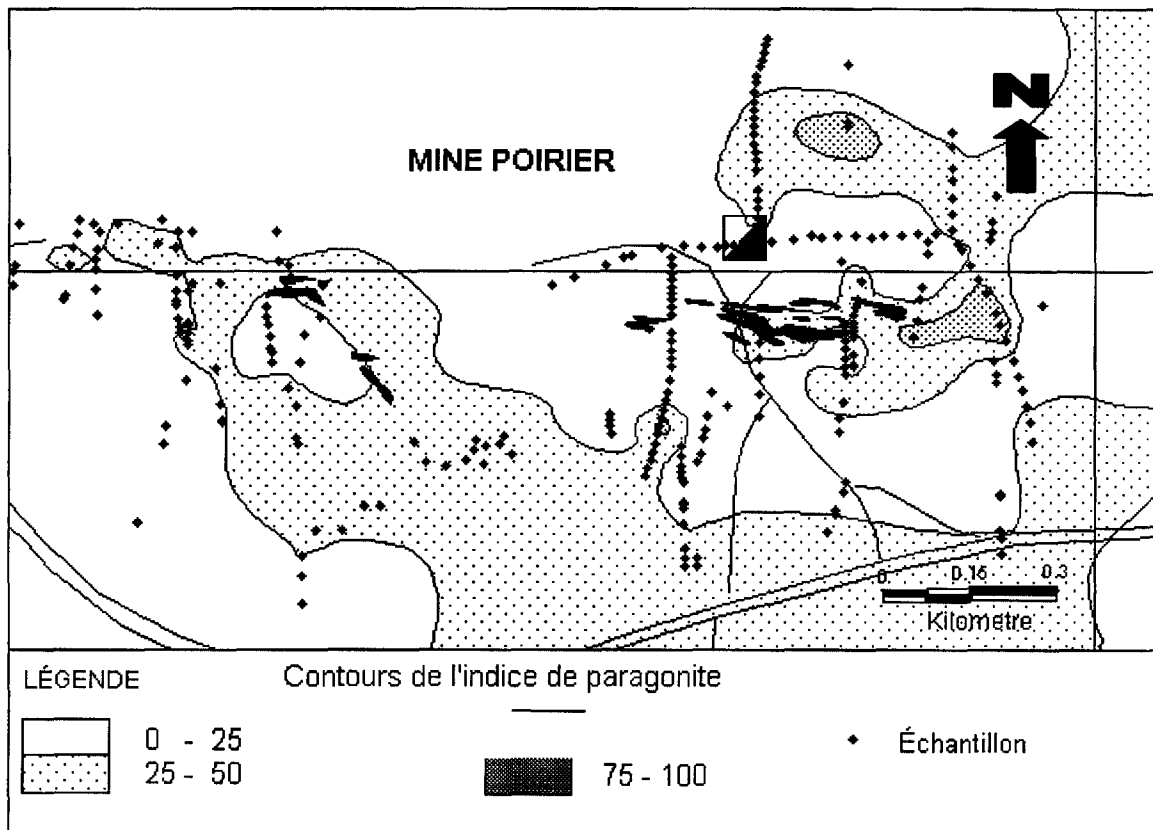 N
MINE POIRIER
0 0.16 0.3
Kilometre
LÉGENDE
Contours de l'indice de paragonite
0 - 25
25 - 50
75 - 100
Échantillon